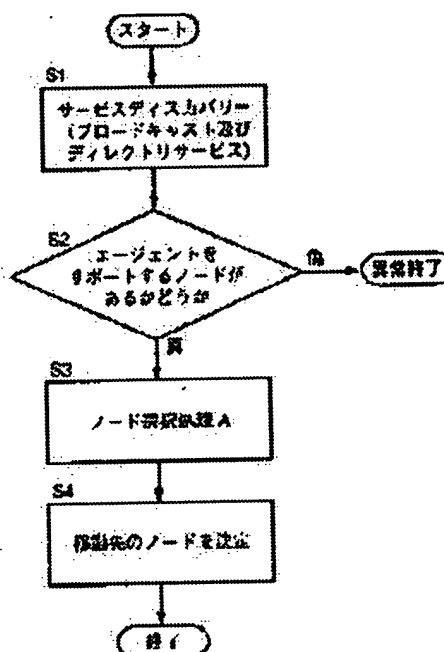 スタート
S1
サービスディスカバリー
(ブロードキャスト及び
ディレクトリサービス)
S2
エージェントを
サポートするノードが
あるかどうか
偽
異常終了
真
S3
ノード選択処理A
S4
移動先のノードを決定
終了